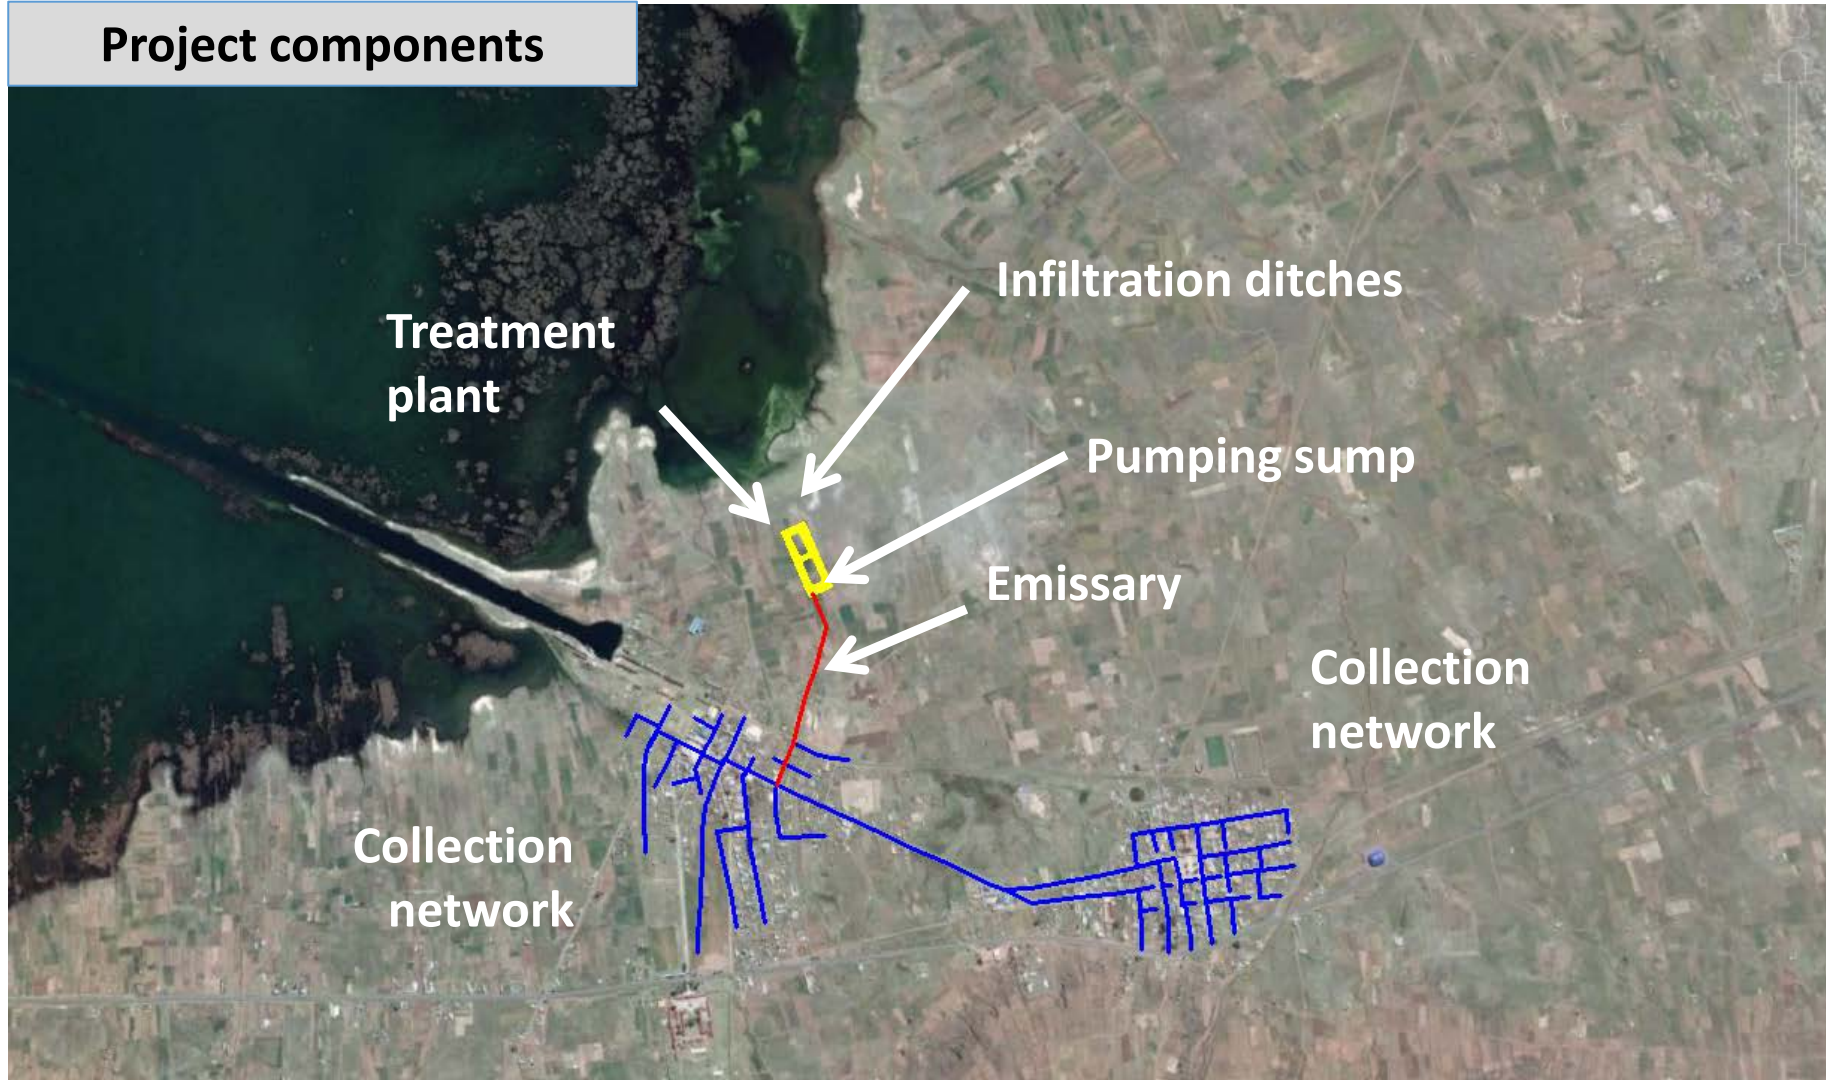 Project components
Infiltration ditches
Treatment
plant
Pumping sump
Emissary
Collection
network
Collection
network